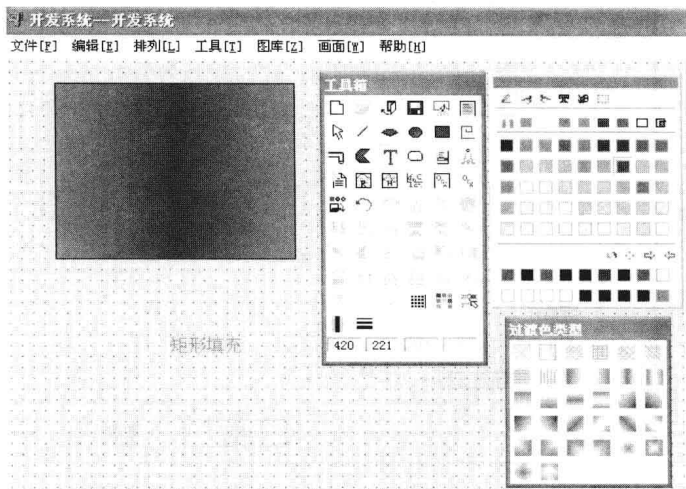 开发系统--开发系统
文件[F] 编辑[E] 排列[L] 工具[T] 图库[Z] 画面[W] 帮助[H]
工具箱
T
420 221
矩形填充
过渡色类型